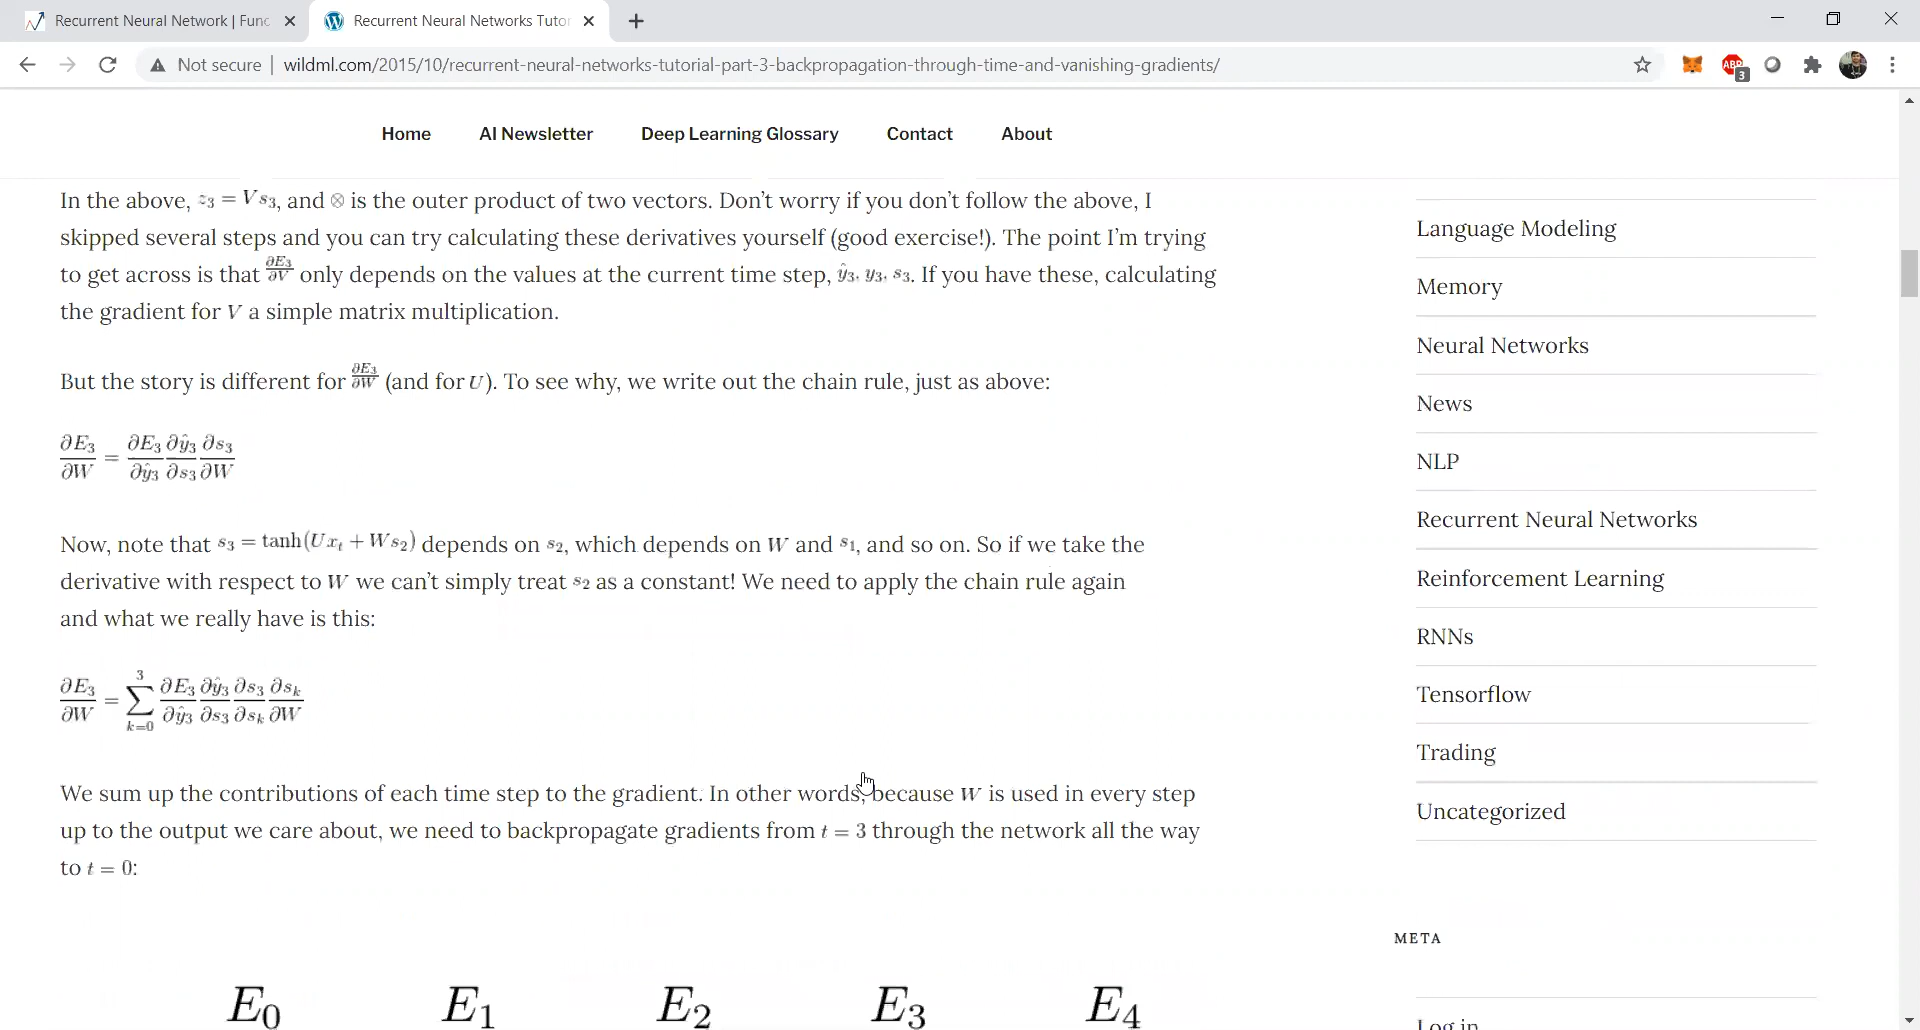 Recurrent Neural Network | Func
Recurrent Neural Networks Tutor
Not secure | wildml.com/2015/10/recurrent-neural-networks-tutorial-part-3-backpropagation-through-time-and-vanishing-gradients/
ABP
3
Home AI Newsletter Deep Learning Glossary Contact About
In the above, z₃ = Vs₃, and ⊗ is the outer product of two vectors. Don’t worry if you don’t follow the above, I
skipped several steps and you can try calculating these derivatives yourself (good exercise!). The point I’m trying
to get across is that ∂E₃/∂V only depends on the values at the current time step, ŷ₃, y₃, s₃. If you have these, calculating
the gradient for V a simple matrix multiplication.
But the story is different for ∂E₃/∂W (and for U). To see why, we write out the chain rule, just as above:
∂E₃/∂W = ∂E₃/∂ŷ₃ ∂ŷ₃/∂s₃ ∂s₃/∂W
Now, note that s₃ = tanh(Uxₜ + Ws₂) depends on s₂, which depends on W and s₁, and so on. So if we take the
derivative with respect to W we can’t simply treat s₂ as a constant! We need to apply the chain rule again
and what we really have is this:
∂E₃/∂W = ∑_{k=0}^{3} ∂E₃/∂ŷ₃ ∂ŷ₃/∂s₃ ∂s₃/∂sₖ ∂sₖ/∂W
We sum up the contributions of each time step to the gradient. In other words, because W is used in every step
up to the output we care about, we need to backpropagate gradients from t = 3 through the network all the way
to t = 0:
E₀ E₁ E₂ E₃ E₄
Language Modeling
Memory
Neural Networks
News
NLP
Recurrent Neural Networks
Reinforcement Learning
RNNs
Tensorflow
Trading
Uncategorized
META
Log in